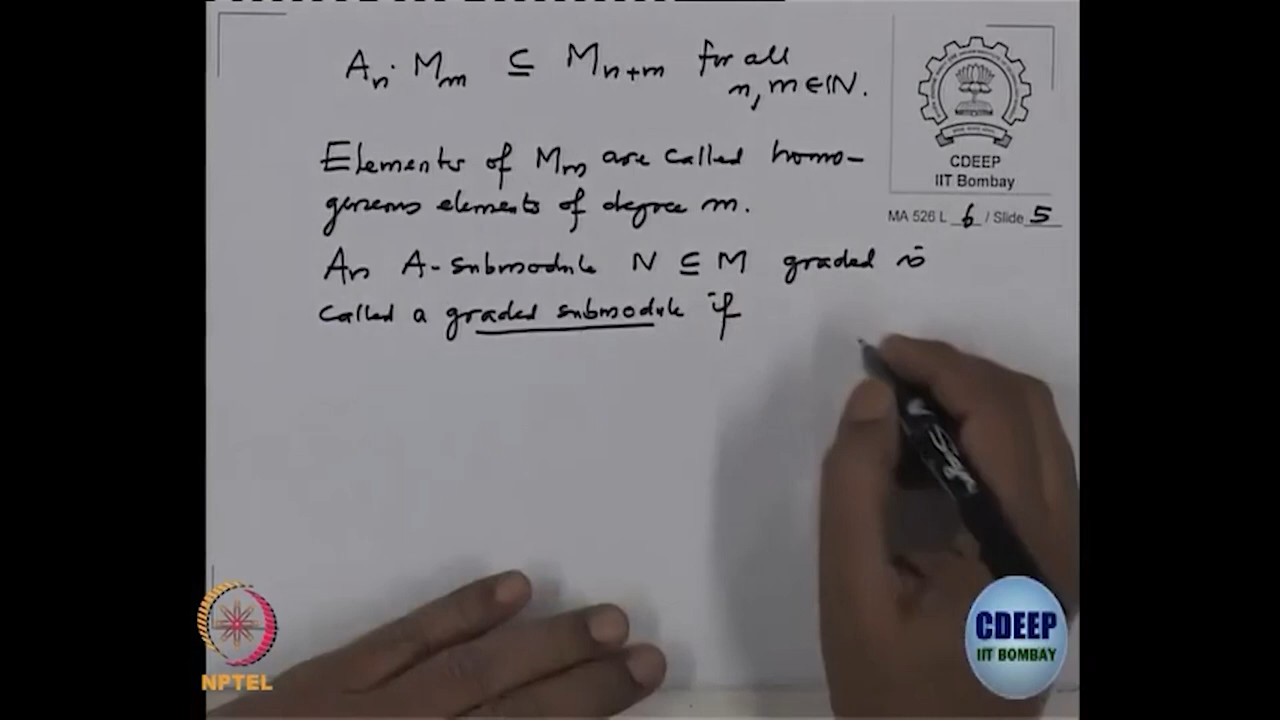 Aₙ· Mₘ ⊆ Mₙ₊ₘ for all
n, m ∈ ℕ.
Elements of Mₘ are called homo-
geneous elements of degree m.
An A-submodule N ⊆ M graded is
called a graded submodule if
CDEEP
IIT Bombay
MA 526 L 6 / Slide 5
NPTEL
CDEEP
IIT BOMBAY